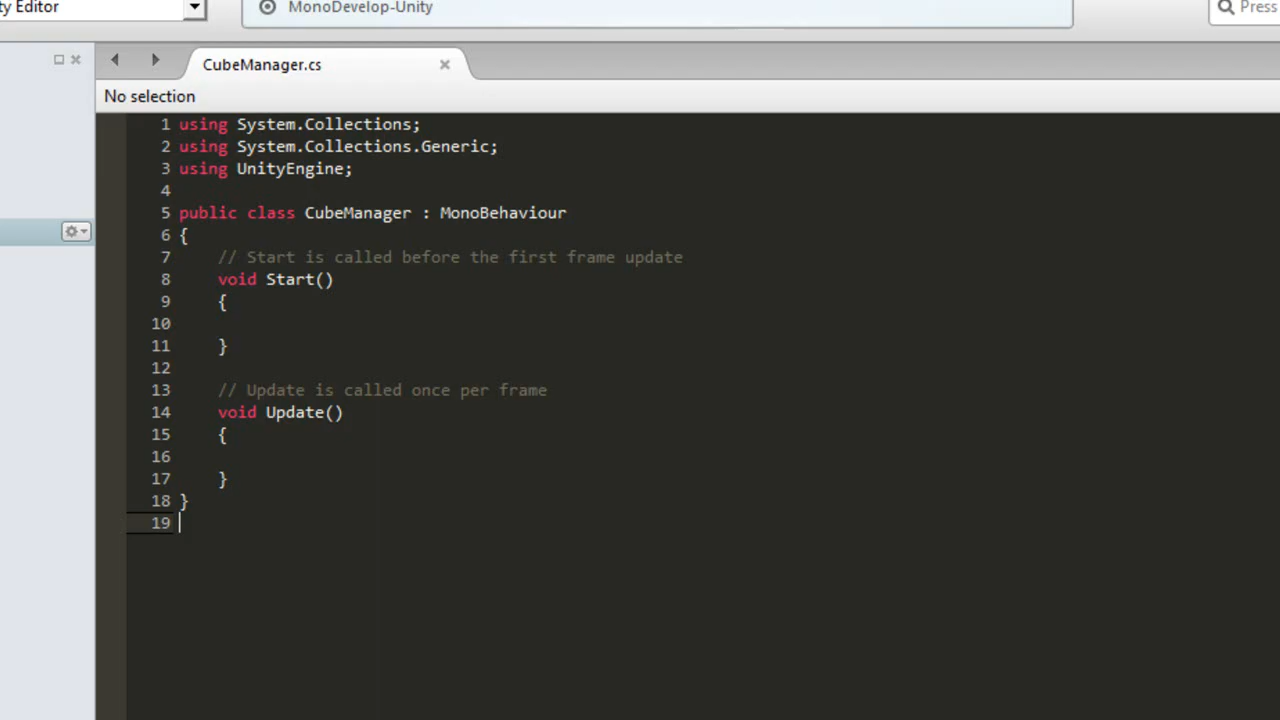 ty Editor
MonoDevelop-Unity
Press
CubeManager.cs
No selection
1 using System.Collections;
2 using System.Collections.Generic;
3 using UnityEngine;
4
5 public class CubeManager : MonoBehaviour
6 {
7 // Start is called before the first frame update
8 void Start()
9 {
10
11 }
12
13 // Update is called once per frame
14 void Update()
15 {
16
17 }
18 }
19